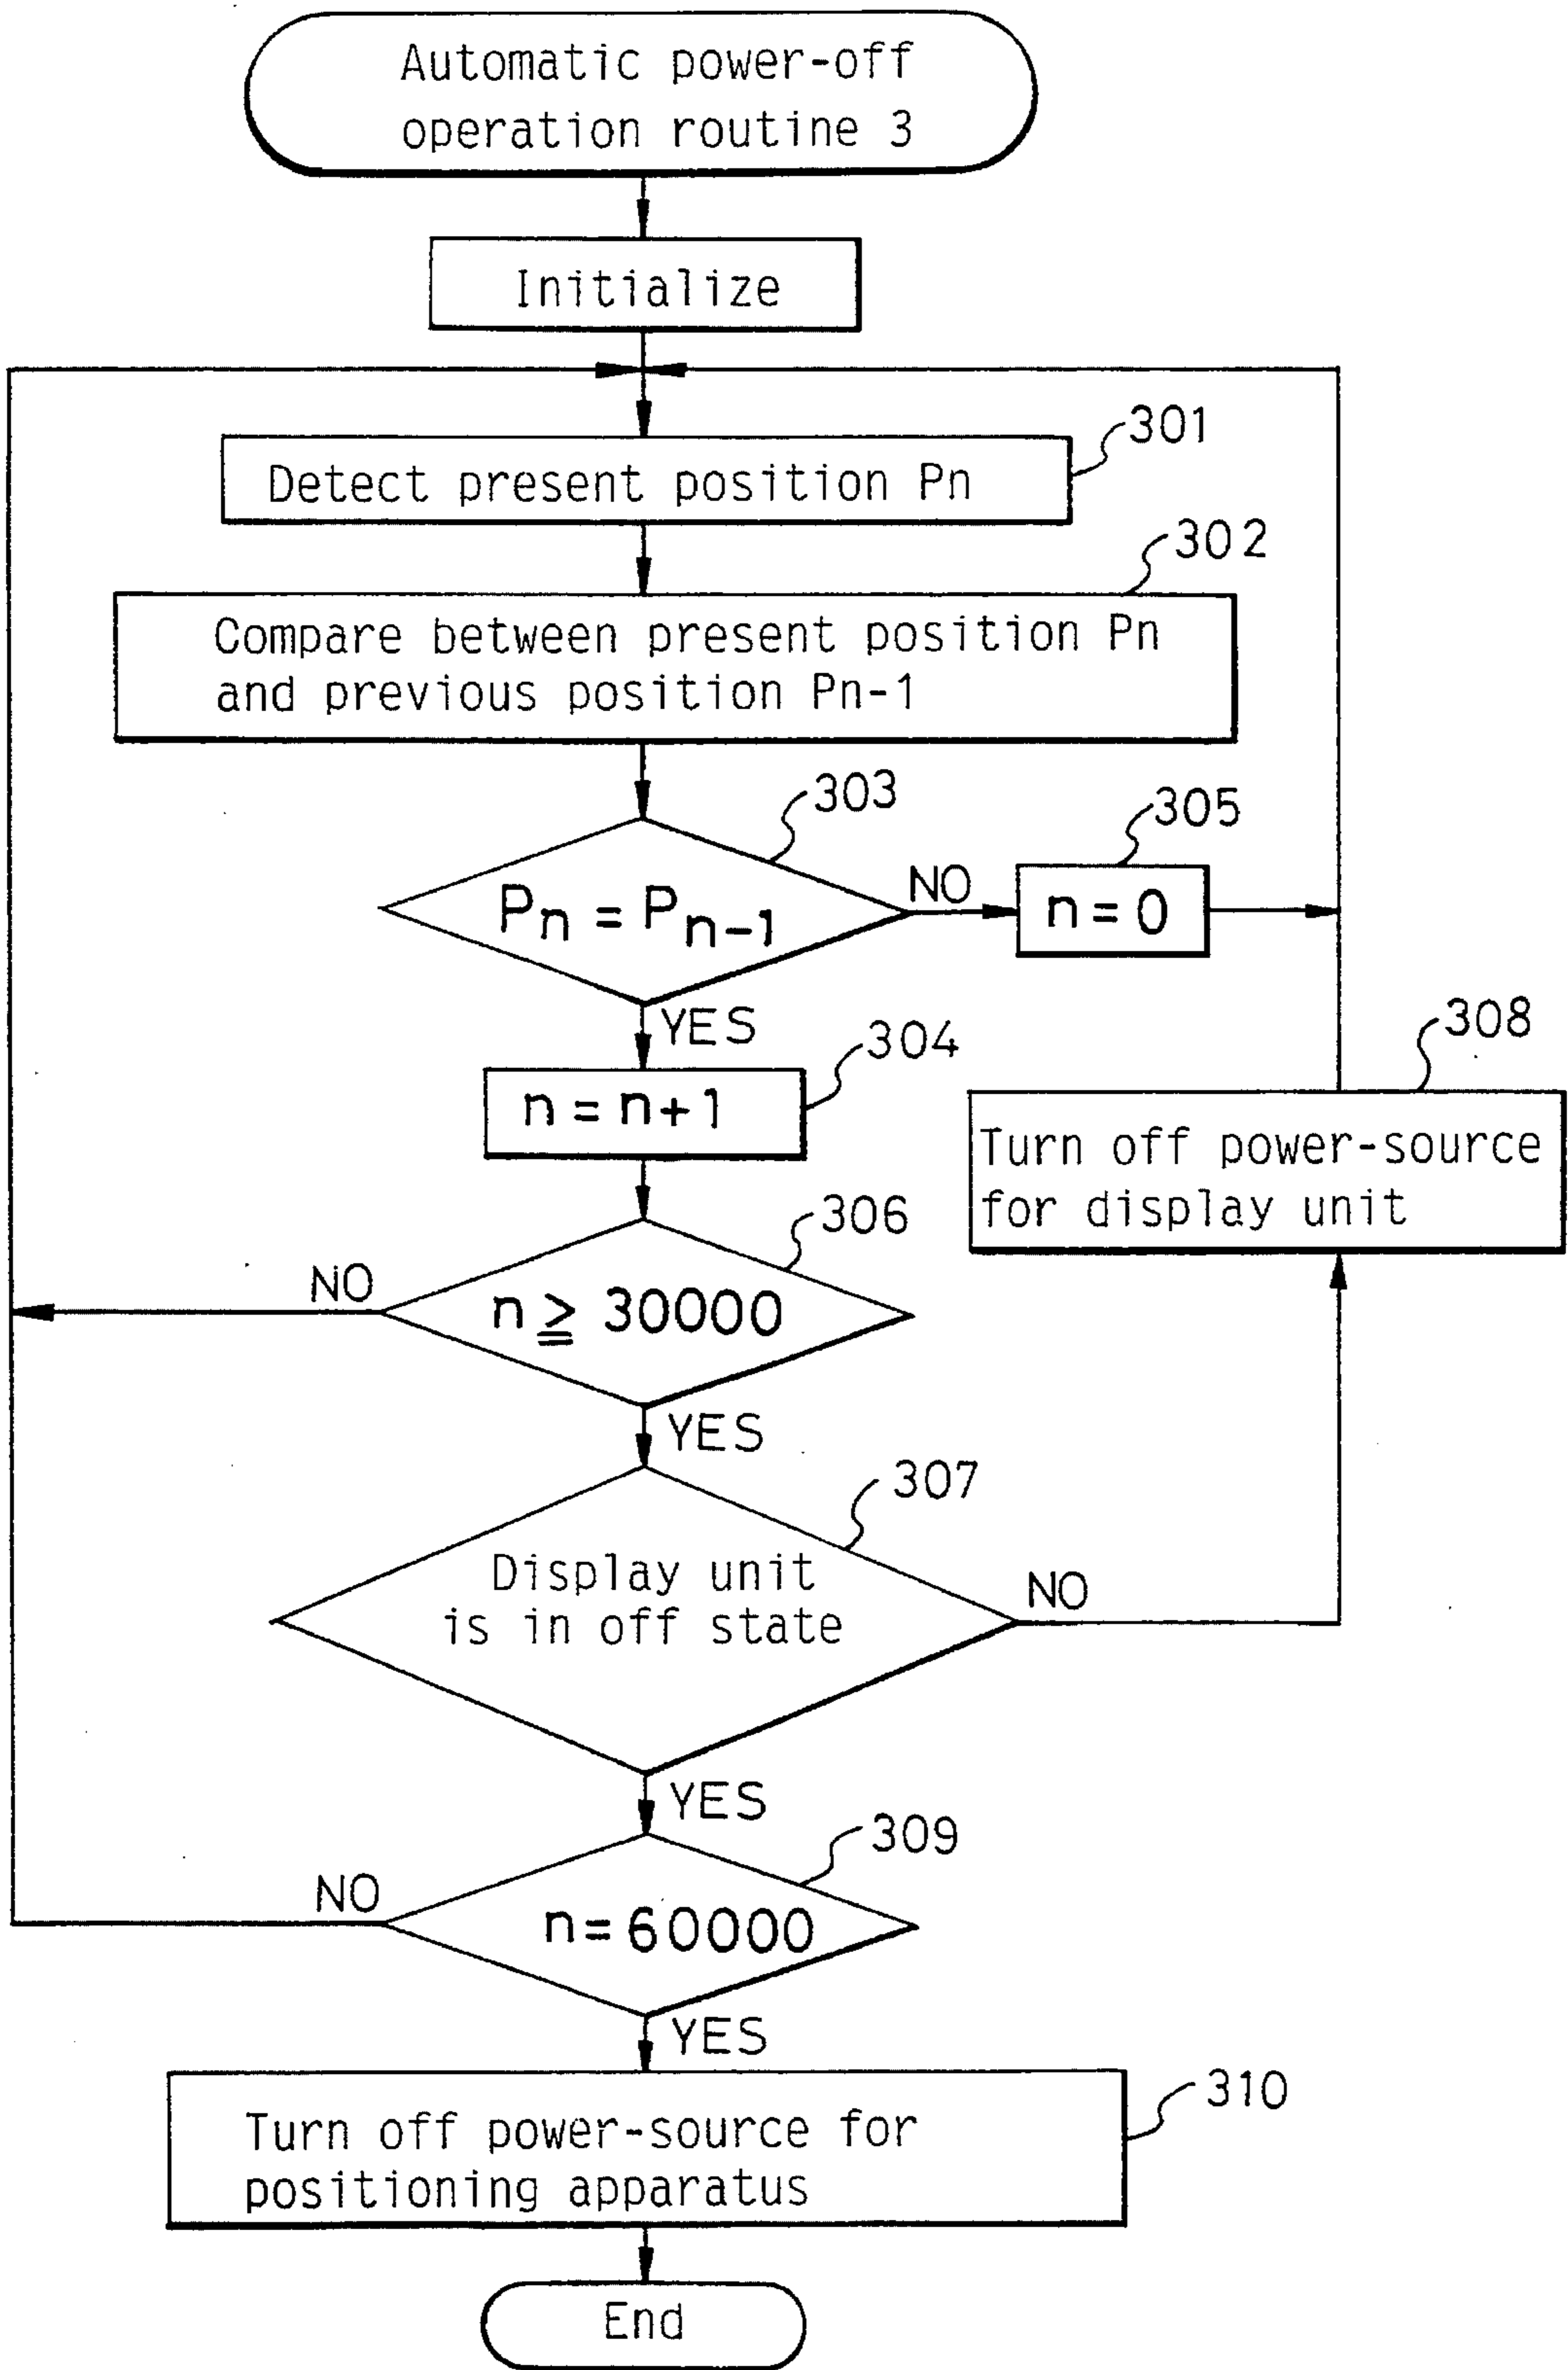 Automatic power-off
operation routine 3
Initialize
301
Detect present position Pn
302
Compare between present position Pn
and previous position Pn-1
303
305
Pn = Pn-1
NO
n = 0
YES
304
308
n = n+1
Turn off power-source
for display unit
306
NO
n ≧ 30000
YES
307
Display unit
is in off state
NO
YES
309
NO
n = 60000
YES
310
Turn off power-source for
positioning apparatus
End